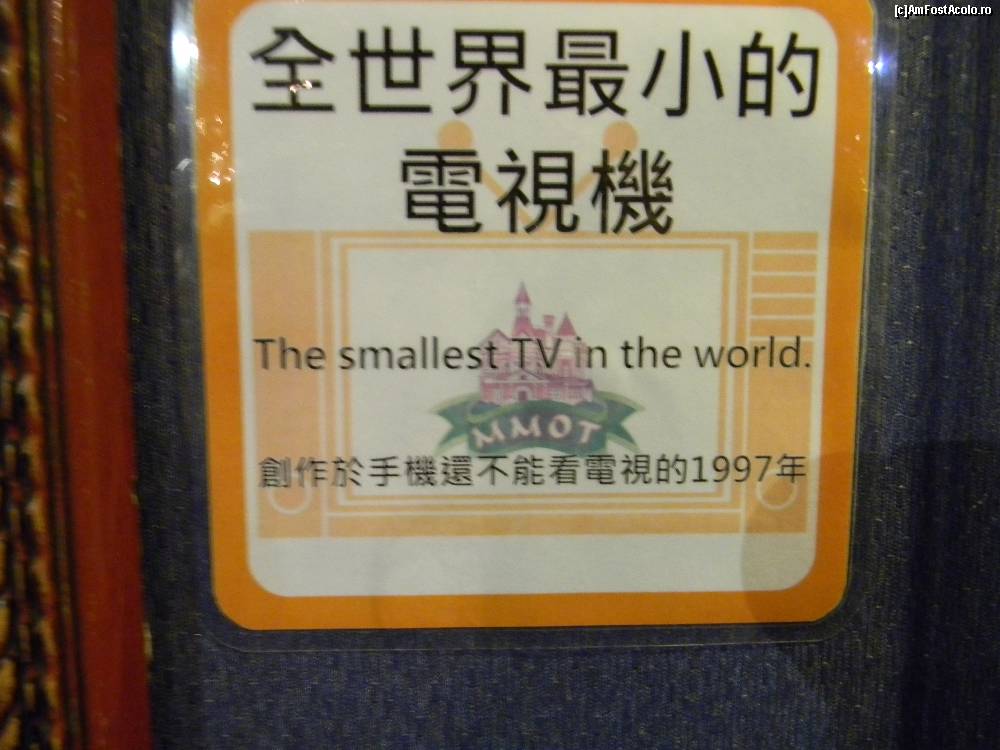 [c]AmFostAcolo.ro
全世界最小的
電視機
The smallest TV in the world.
MMOT
創作於手機還不能看電視的1997年